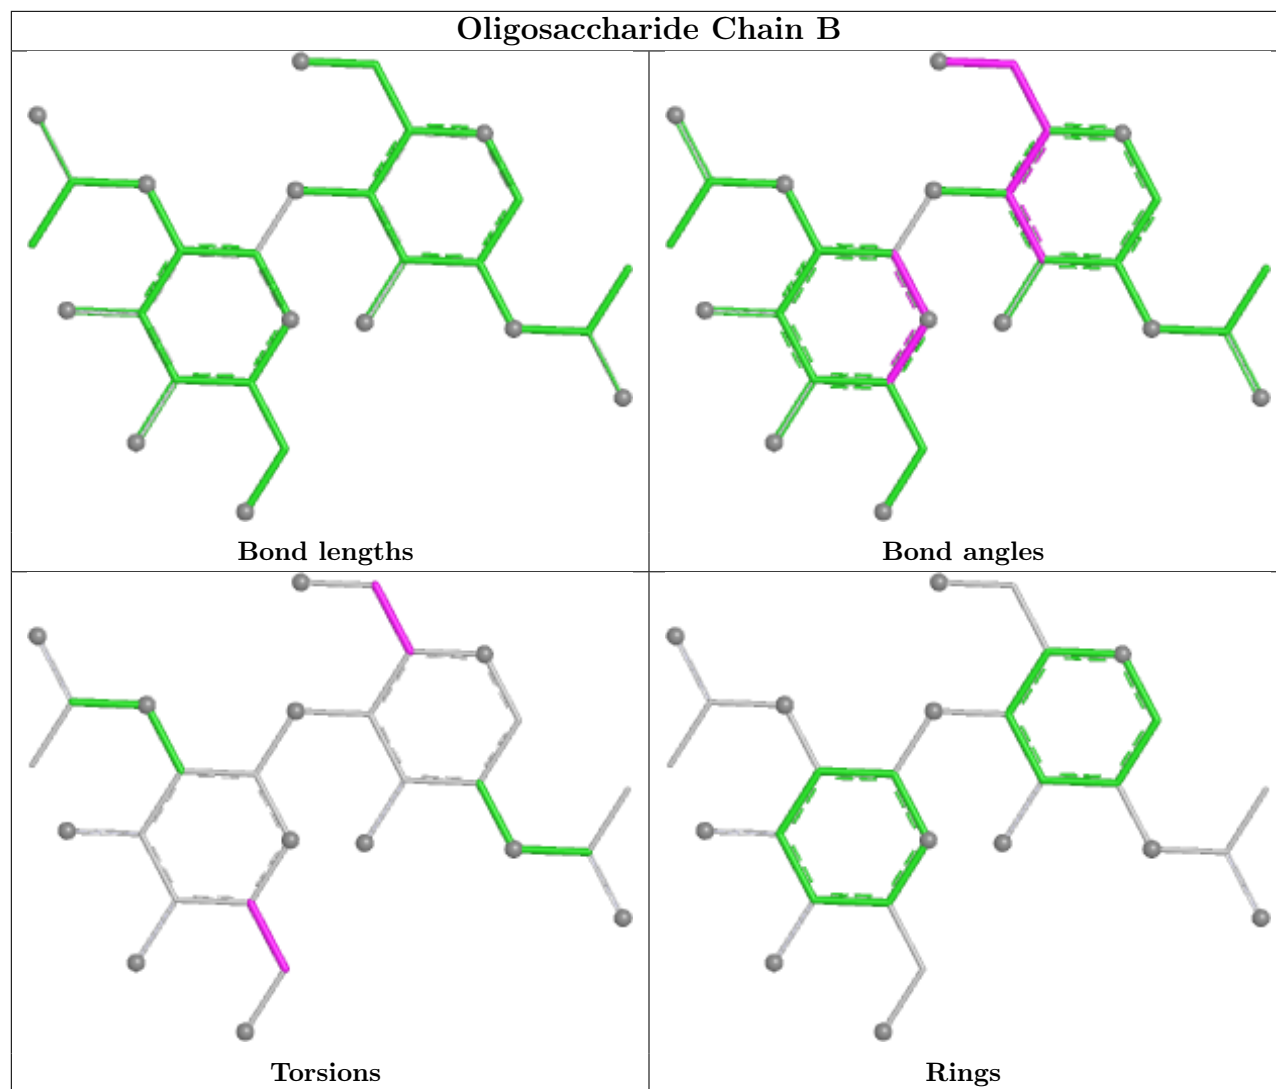 Oligosaccharide Chain B
Bond lengths
Bond angles
Torsions
Rings